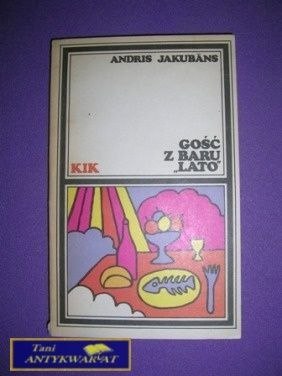 ANDRIS JAKUBĀNS
GOŚĆ
Z BARU
„LATO”
KIK
Tani
ANTYKWARIAT